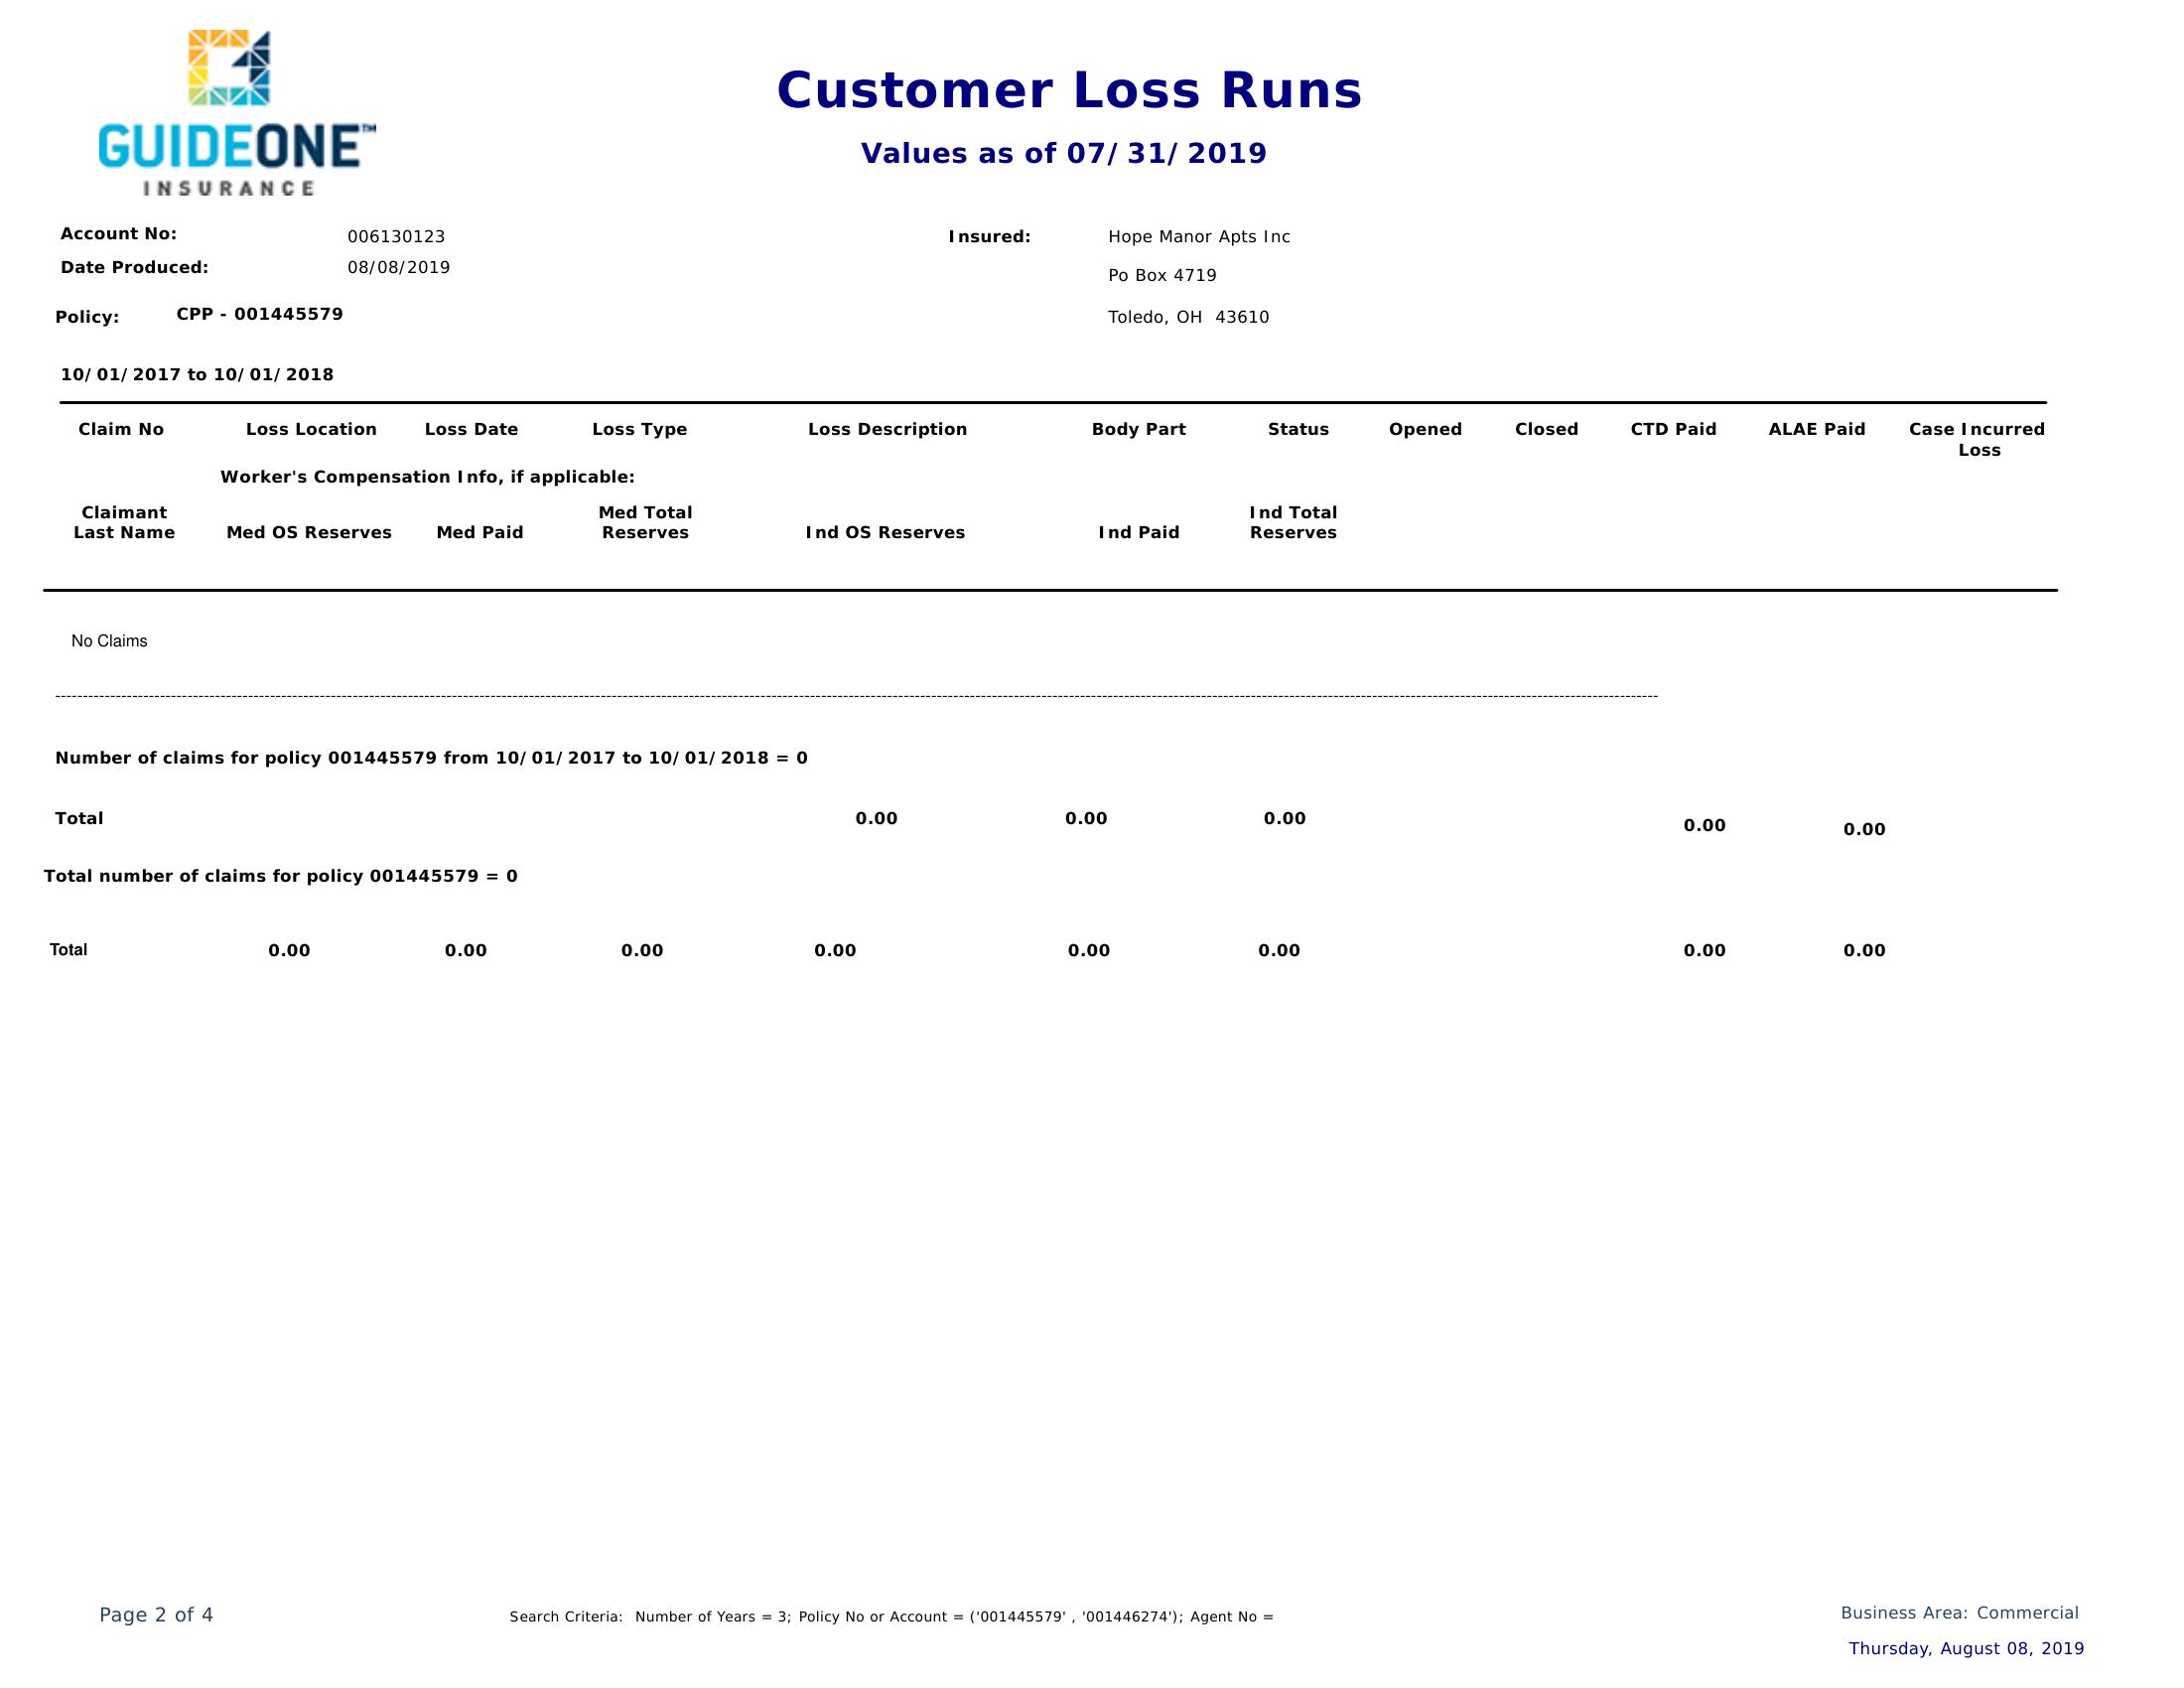 GUIDEONE™
INSURANCE
Customer Loss Runs
Values as of 07/31/2019
Account No: 006130123 Insured: Hope Manor Apts Inc
Date Produced: 08/08/2019 Po Box 4719
Policy: CPP - 001445579 Toledo, OH 43610
10/01/2017 to 10/01/2018
Claim No Loss Location Loss Date Loss Type Loss Description Body Part Status Opened Closed CTD Paid ALAE Paid Case Incurred
Loss
Worker's Compensation Info, if applicable:
Claimant Med Total Ind Total
Last Name Med OS Reserves Med Paid Reserves Ind OS Reserves Ind Paid Reserves
No Claims
Number of claims for policy 001445579 from 10/01/2017 to 10/01/2018 = 0
Total 0.00 0.00 0.00 0.00 0.00
Total number of claims for policy 001445579 = 0
Total 0.00 0.00 0.00 0.00 0.00 0.00 0.00 0.00
Page 2 of 4 Search Criteria: Number of Years = 3; Policy No or Account = ('001445579' , '001446274'); Agent No = Business Area: Commercial
Thursday, August 08, 2019